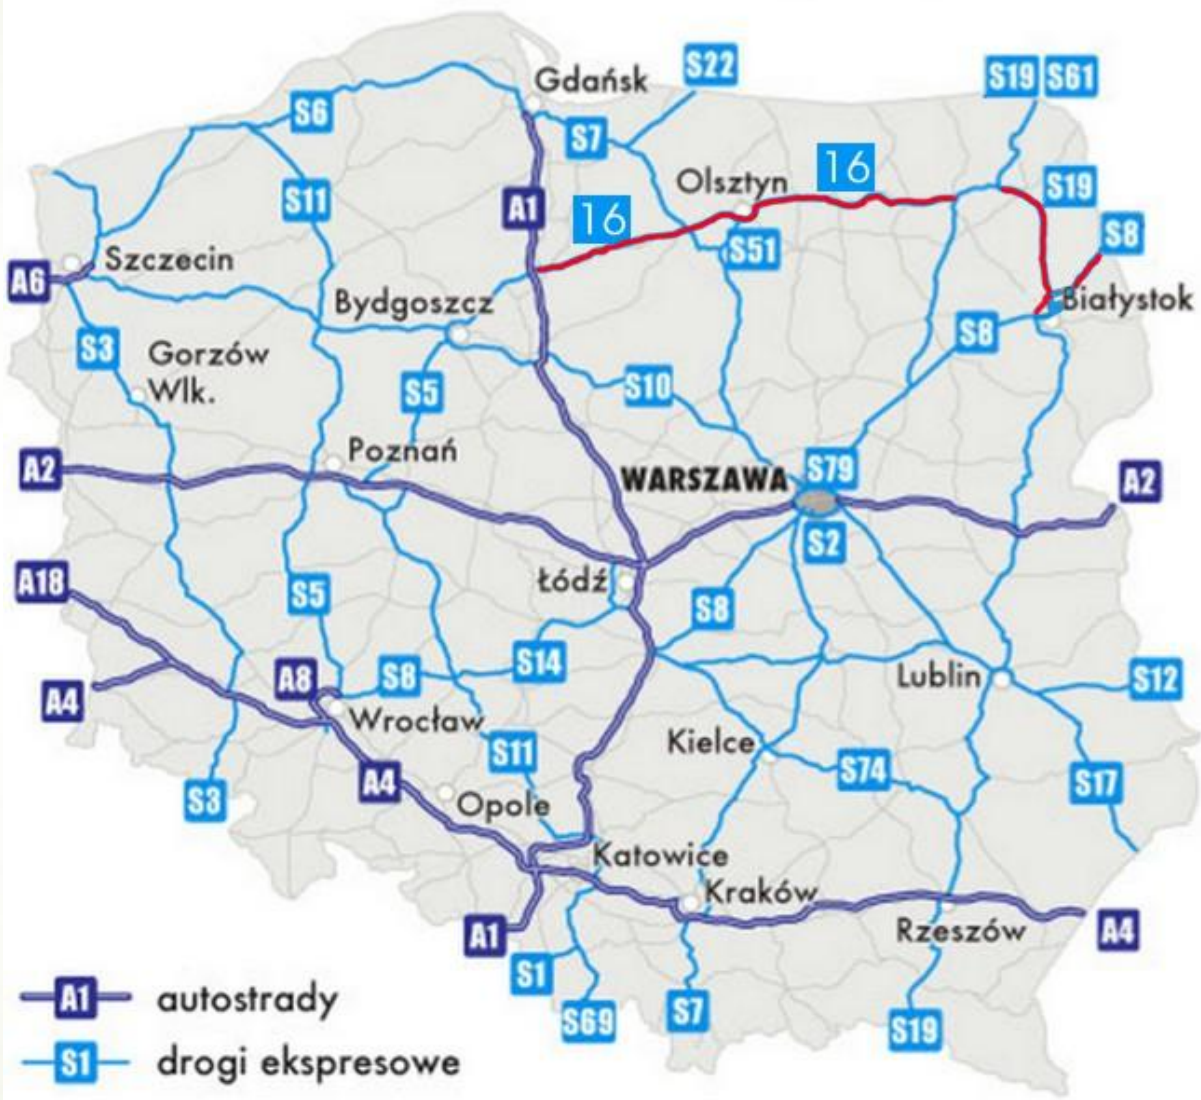 Gdańsk
S22
S19 S61
S6
S7
Olsztyn
16
S19
S11
A1
16
S8
Szczecin
S51
A6
Bydgoszcz
Białystok
S8
S3
Gorzów
Wlk.
S5
S10
Poznań
A2
WARSZAWA
S79
A2
S2
A18
Łódź
S5
S8
A8
S8
S14
Lublin
S12
A4
Wrocław
Kielce
S11
S74
S17
A4
S3
Opole
Katowice
Kraków
A1
Rzeszów
A4
S1
S69
S7
S19
A1 autostrady
S1 drogi ekspresowe